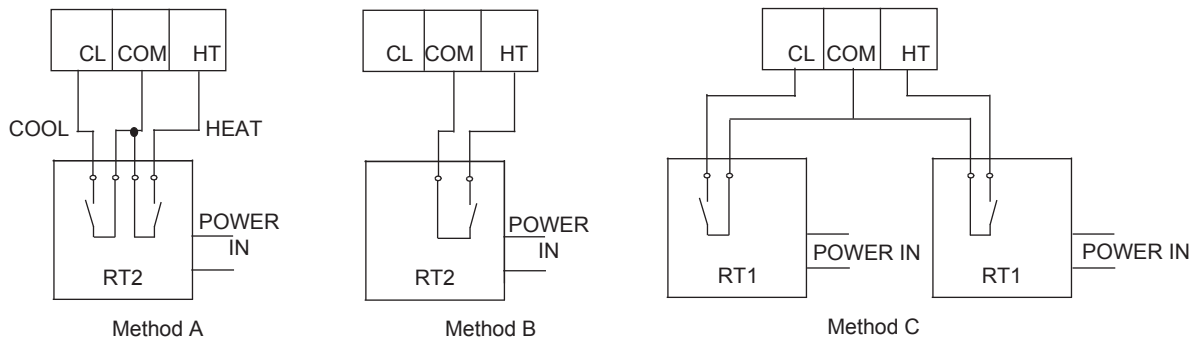 CL COM HT
COOL
HEAT
POWER
IN
RT2
Method A
CL COM HT
POWER
IN
RT2
Method B
CL COM HT
POWER IN
RT1
POWER IN
RT1
Method C